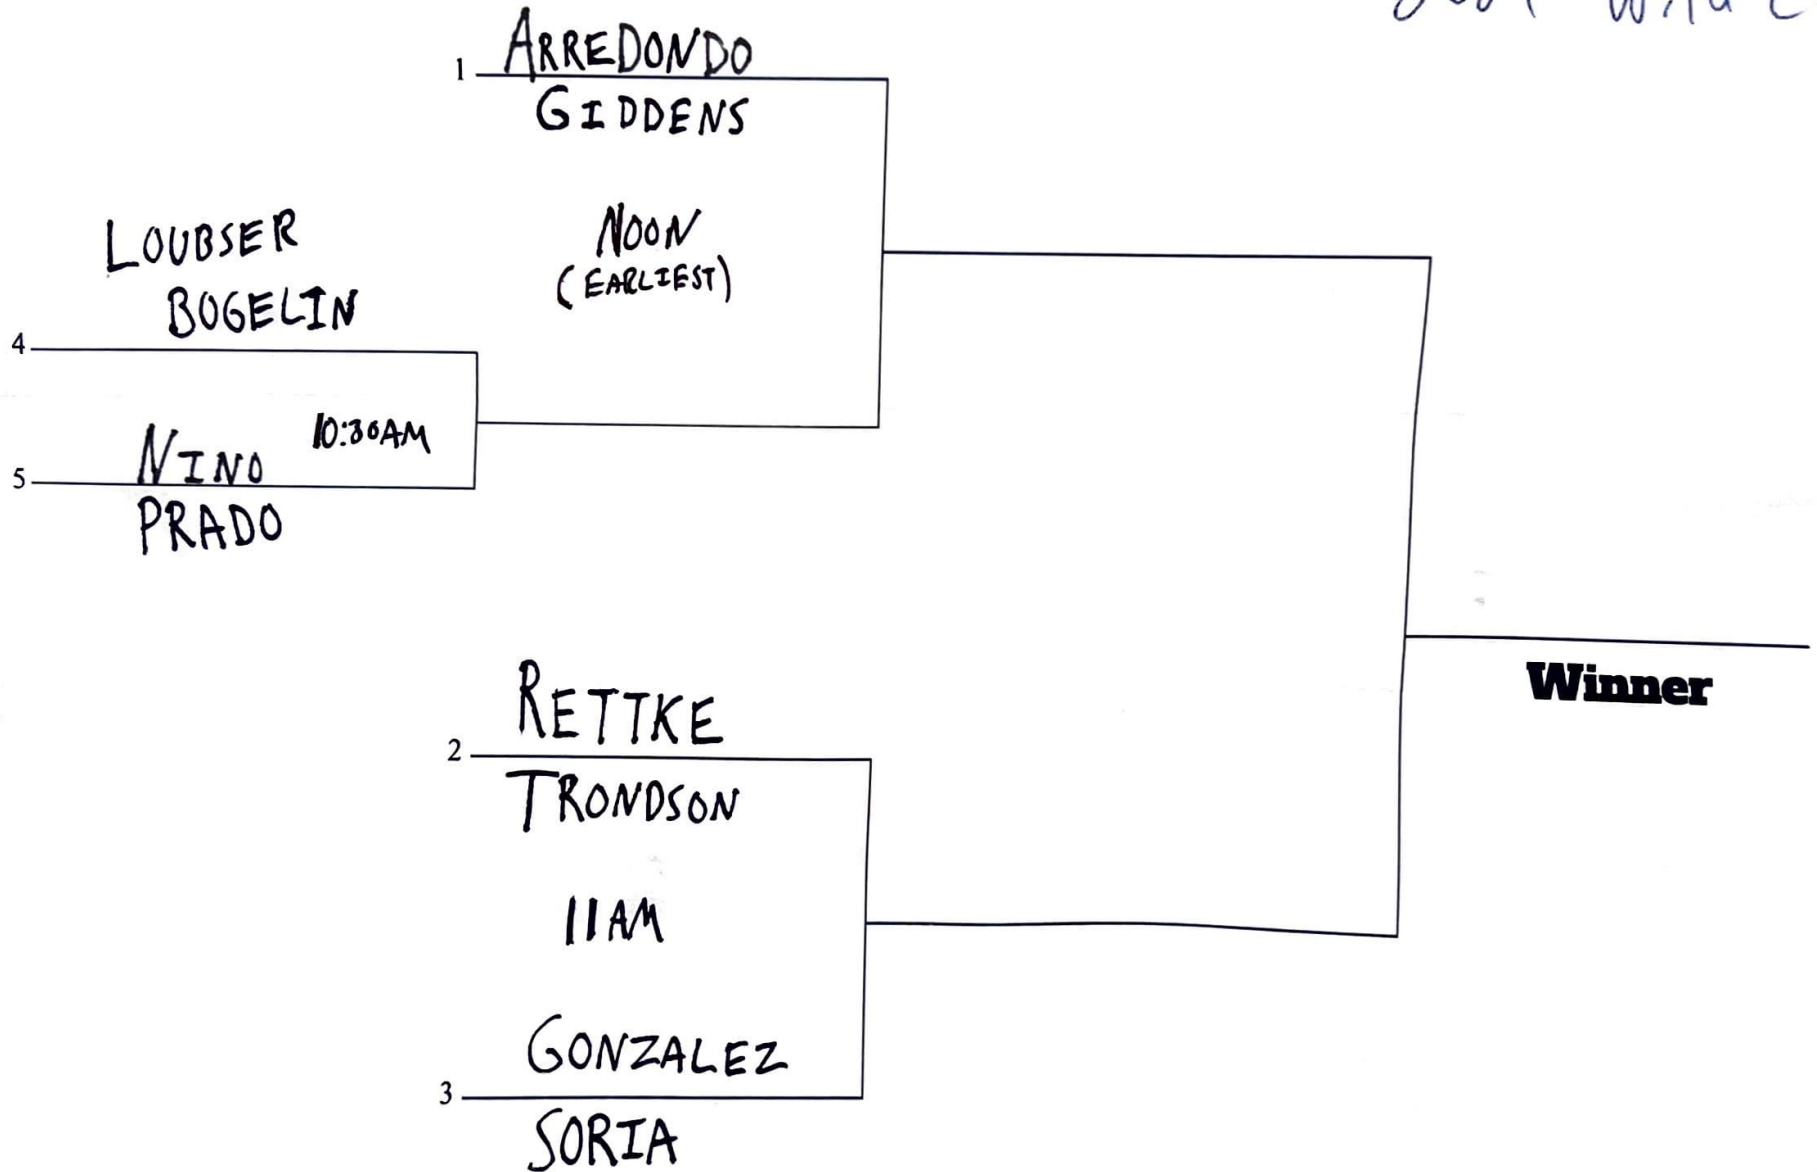 1 ARREDONDO
GIDDENS
NOON
(EARLIEST)
LOUBSER
BOGELIN
4
10:30AM
5 NINO
PRADO
RETTKE
2
TRONDSON
11AM
GONZALEZ
3
SORIA
Winner